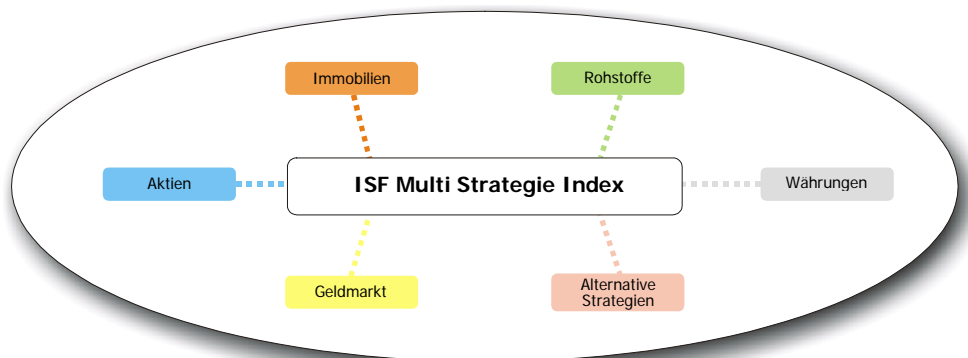 Immobilien
Rohstoffe
Aktien
ISF Multi Strategie Index
Währungen
Geldmarkt
Alternative
Strategien